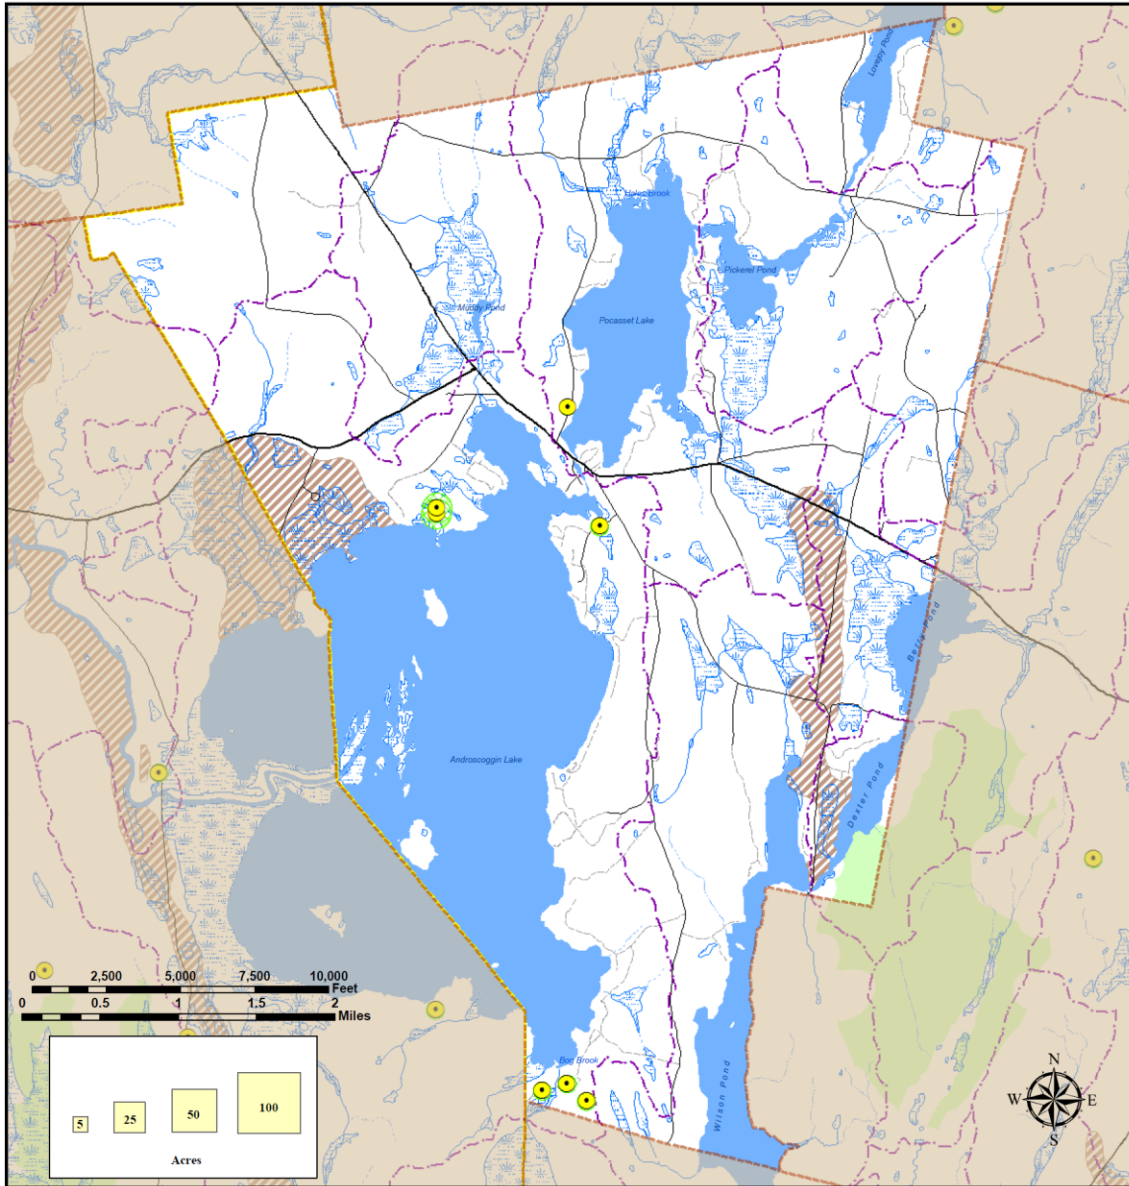 Lovejoy Pond
Hales Brook
Pickerel Pond
Muddy Pond
Pocasset Lake
Berry Pond
Androscoggin Lake
Dexter Pond
0 2,500 5,000 7,500 10,000
Feet
0 0.5 1 1.5 2
Miles
Bog Brook
Wilson Pond
N
W E
S
5 25 50 100
Acres